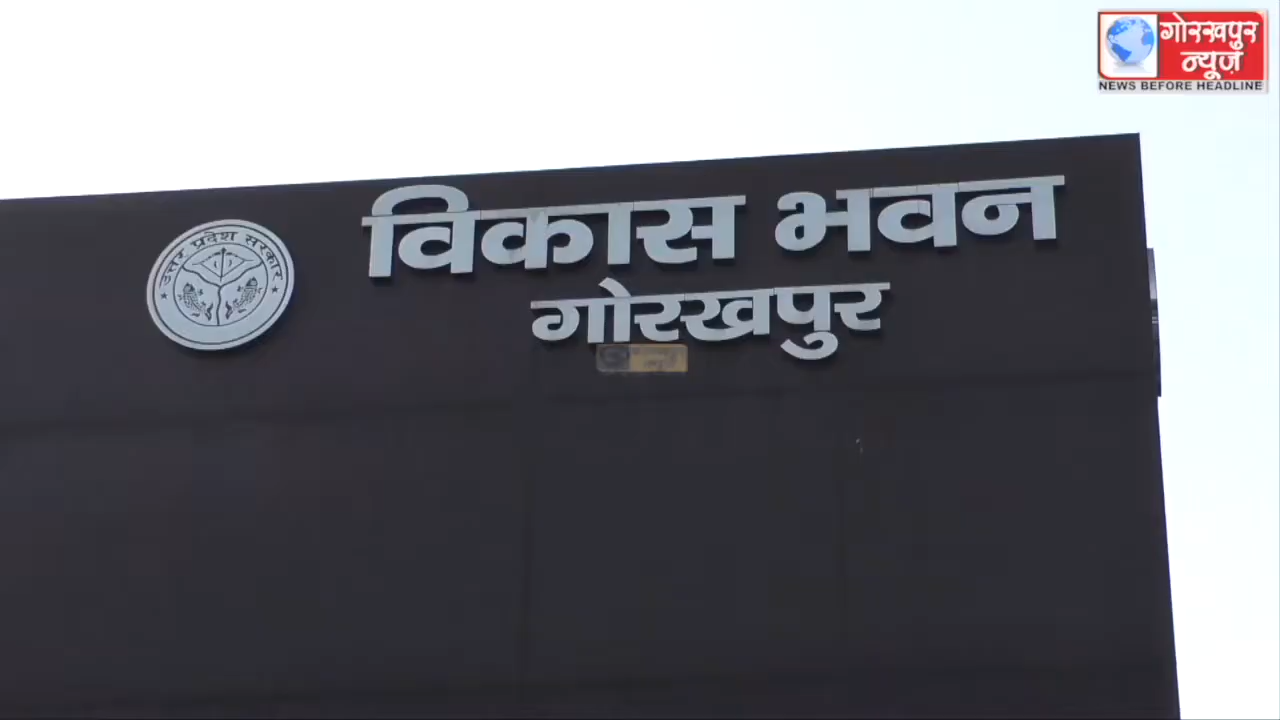 गोरखपुर
न्यूज़
NEWS BEFORE HEADLINE
विकास भवन
गोरखपुर
उत्तर प्रदेश सरकार